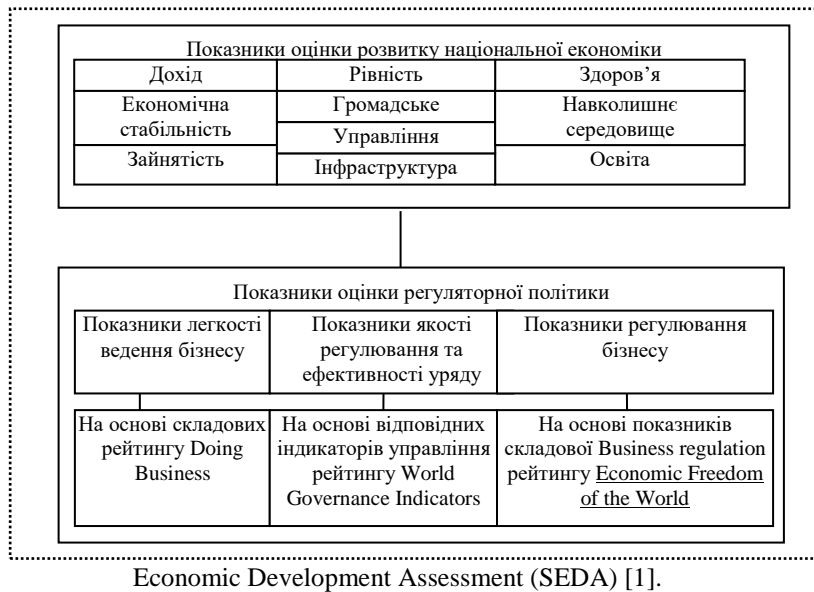 Показники оцінки розвитку національної економіки
Дохід
Рівність
Здоров’я
Економічна
стабільність
Громадське
Управління
Навколишнє
середовище
Зайнятість
Інфраструктура
Освіта
Показники оцінки регуляторної політики
Показники легкості
ведення бізнесу
Показники якості
регулювання та
ефективності уряду
Показники регулювання
бізнесу
На основі складових
рейтингу Doing
Business
На основі відповідних
індикаторів управління
рейтингу World
Governance Indicators
На основі показників
складової Business regulation
рейтингу Economic Freedom
of the World
Economic Development Assessment (SEDA) [1].